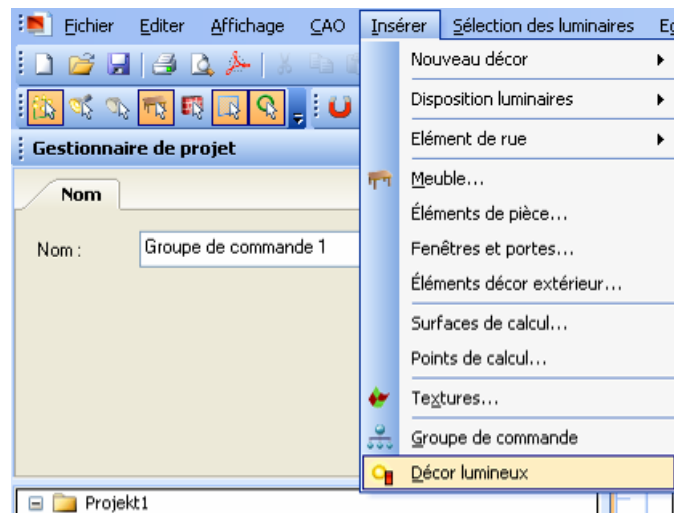 Fichier Editer Affichage CAO Insérer Sélection des luminaires
Nouveau décor
Disposition luminaires
Elément de rue
Gestionnaire de projet
Meuble...
Nom
Éléments de pièce...
Nom : Groupe de commande 1
Fenêtres et portes...
Éléments décor extérieur...
Surfaces de calcul...
Points de calcul...
Textures...
Groupe de commande
Décor lumineux
Projekt1